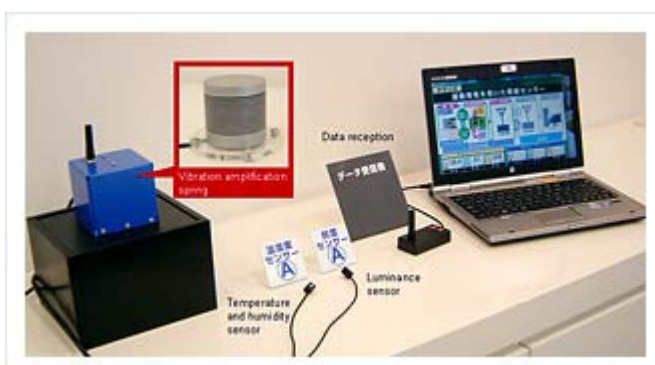 Data reception
データ受信機
Vibration amplification
spring
温湿度
センサー
A
照度
センサー
A
Luminance
sensor
Temperature
and humidity
sensor